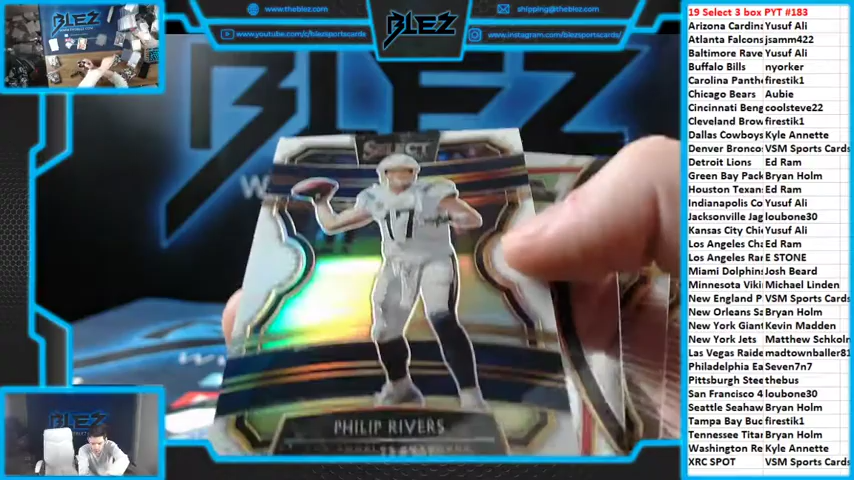 www.theblez.com
shipping@theblez.com
www.youtube.com/c/blezsportscards
www.instagram.com/blezsportscards/
BLEZ
BLEZ
W
SELECT
17
PHILIP RIVERS
BLEZ
19 Select 3 box PYT #183
Arizona Cardina Yusuf Ali
Atlanta Falcons jsamm422
Baltimore Rave Yusuf Ali
Buffalo Bills nyorker
Carolina Panthe firestik1
Chicago Bears Aubie
Cincinnati Beng coolsteve22
Cleveland Brow firestik1
Dallas Cowboys Kyle Annette
Denver Bronco VSM Sports Cards
Detroit Lions Ed Ram
Green Bay Pack Bryan Holm
Houston Texan Ed Ram
Indianapolis Co Yusuf Ali
Jacksonville Jag loubone30
Kansas City Chi Yusuf Ali
Los Angeles Cha Ed Ram
Los Angeles Rar E STONE
Miami Dolphin Josh Beard
Minnesota Viki Michael Linden
New England P VSM Sports Cards
New Orleans Sa Bryan Holm
New York Giant Kevin Madden
New York Jets Matthew Schkoln
Las Vegas Raide madtownballer81
Philadelphia Ea Seven7n7
Pittsburgh Stee thebus
San Francisco 4 loubone30
Seattle Seahaw Bryan Holm
Tampa Bay Buc firestik1
Tennessee Titar Bryan Holm
Washington Re Kyle Annette
XRC SPOT VSM Sports Cards